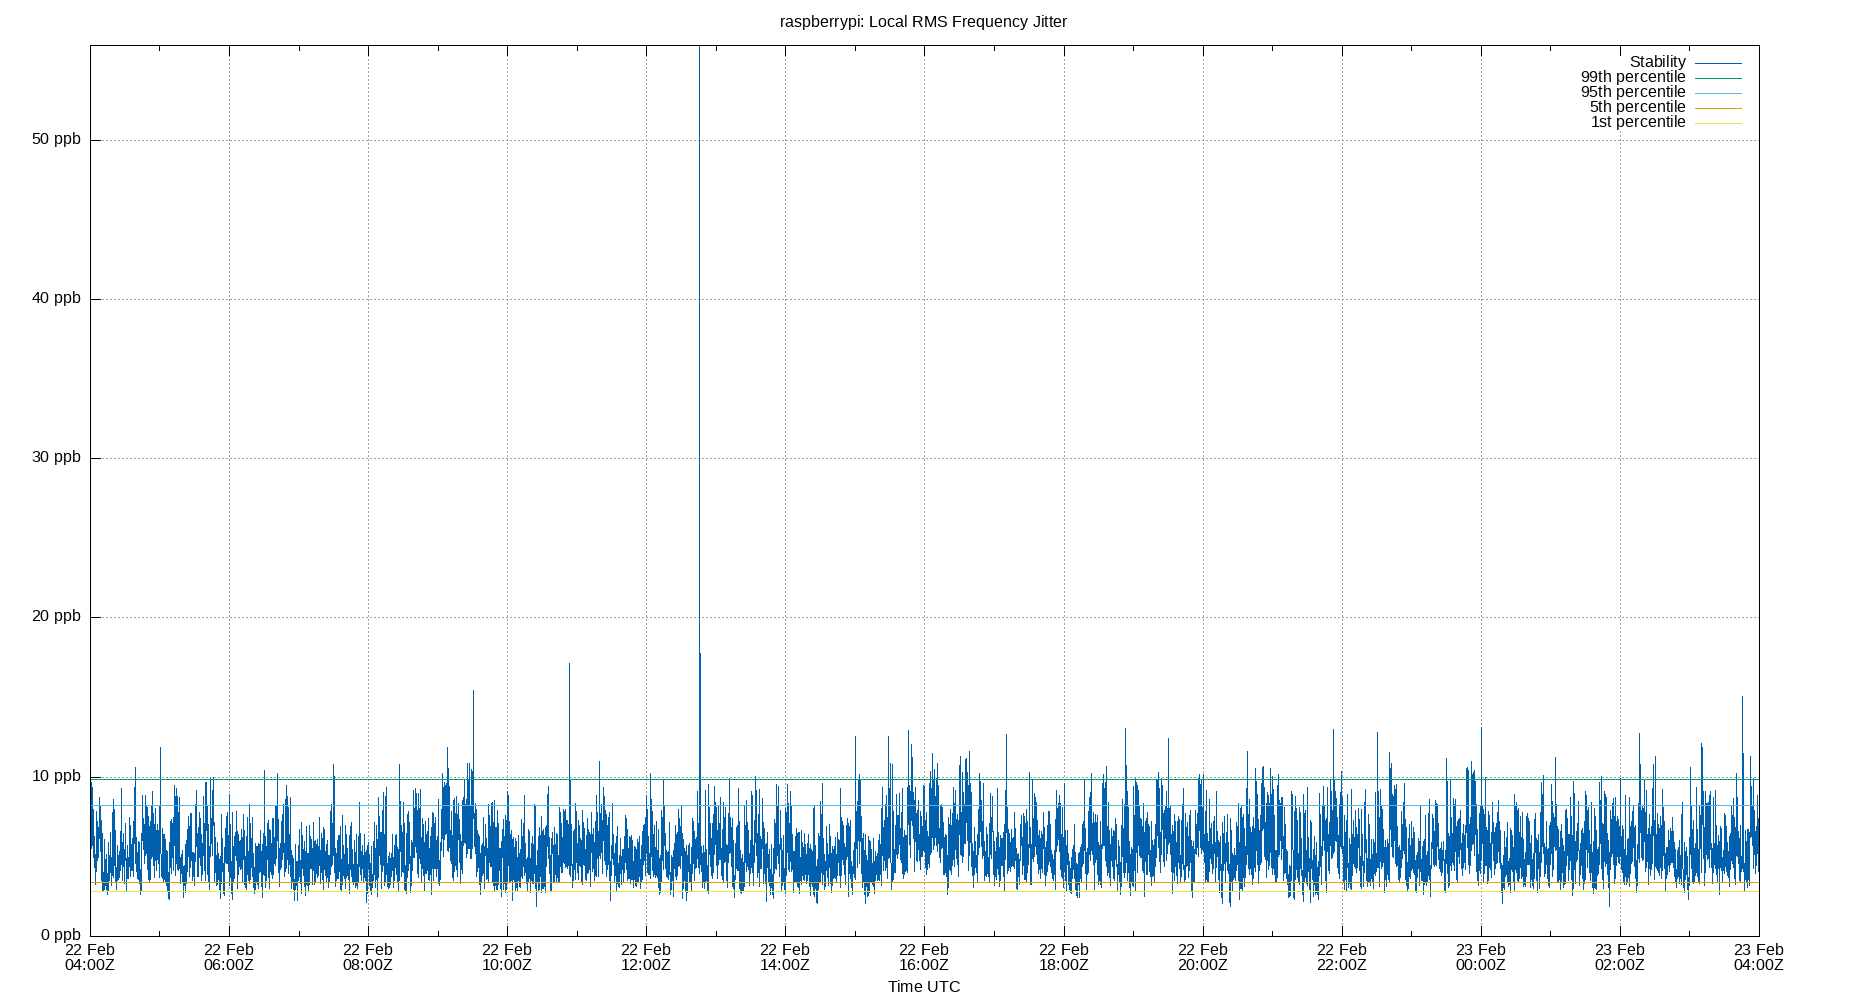 raspberrypi: Local RMS Frequency Jitter
Stability
99th percentile
95th percentile
5th percentile
1st percentile
50 ppb
40 ppb
30 ppb
20 ppb
10 ppb
0 ppb
22 Feb 22 Feb 22 Feb 22 Feb 22 Feb 22 Feb 22 Feb 22 Feb 22 Feb 22 Feb 23 Feb 23 Feb 23 Feb
04:00Z 06:00Z 08:00Z 10:00Z 12:00Z 14:00Z 16:00Z 18:00Z 20:00Z 22:00Z 00:00Z 02:00Z 04:00Z
Time UTC